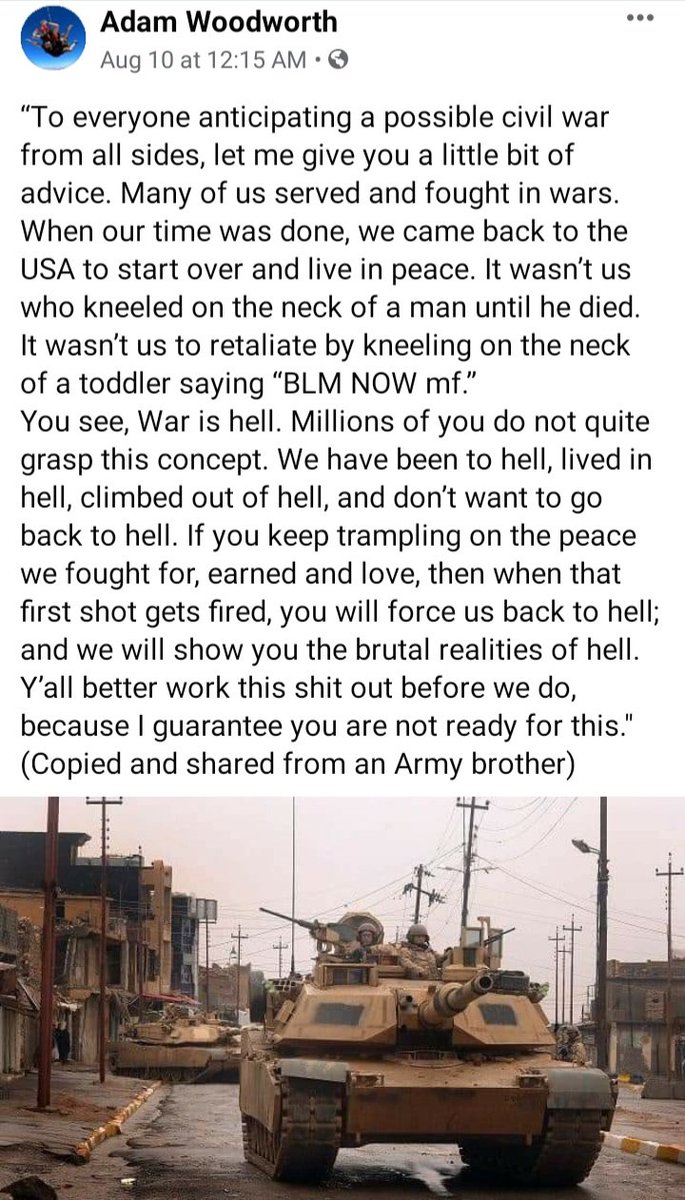 Adam Woodworth
Aug 10 at 12:15 AM •
“To everyone anticipating a possible civil war
from all sides, let me give you a little bit of
advice. Many of us served and fought in wars.
When our time was done, we came back to the
USA to start over and live in peace. It wasn’t us
who kneeled on the neck of a man until he died.
It wasn’t us to retaliate by kneeling on the neck
of a toddler saying “BLM NOW mf.”
You see, War is hell. Millions of you do not quite
grasp this concept. We have been to hell, lived in
hell, climbed out of hell, and don’t want to go
back to hell. If you keep trampling on the peace
we fought for, earned and love, then when that
first shot gets fired, you will force us back to hell;
and we will show you the brutal realities of hell.
Y’all better work this shit out before we do,
because I guarantee you are not ready for this."
(Copied and shared from an Army brother)